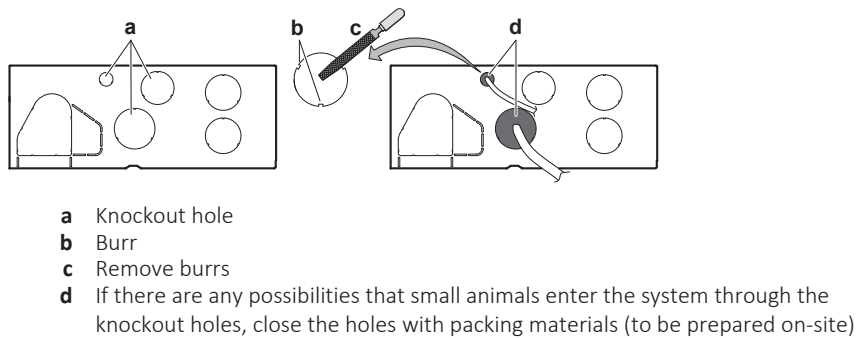 a b c d
a Knockout hole
b Burr
c Remove burrs
d If there are any possibilities that small animals enter the system through the
knockout holes, close the holes with packing materials (to be prepared on-site)